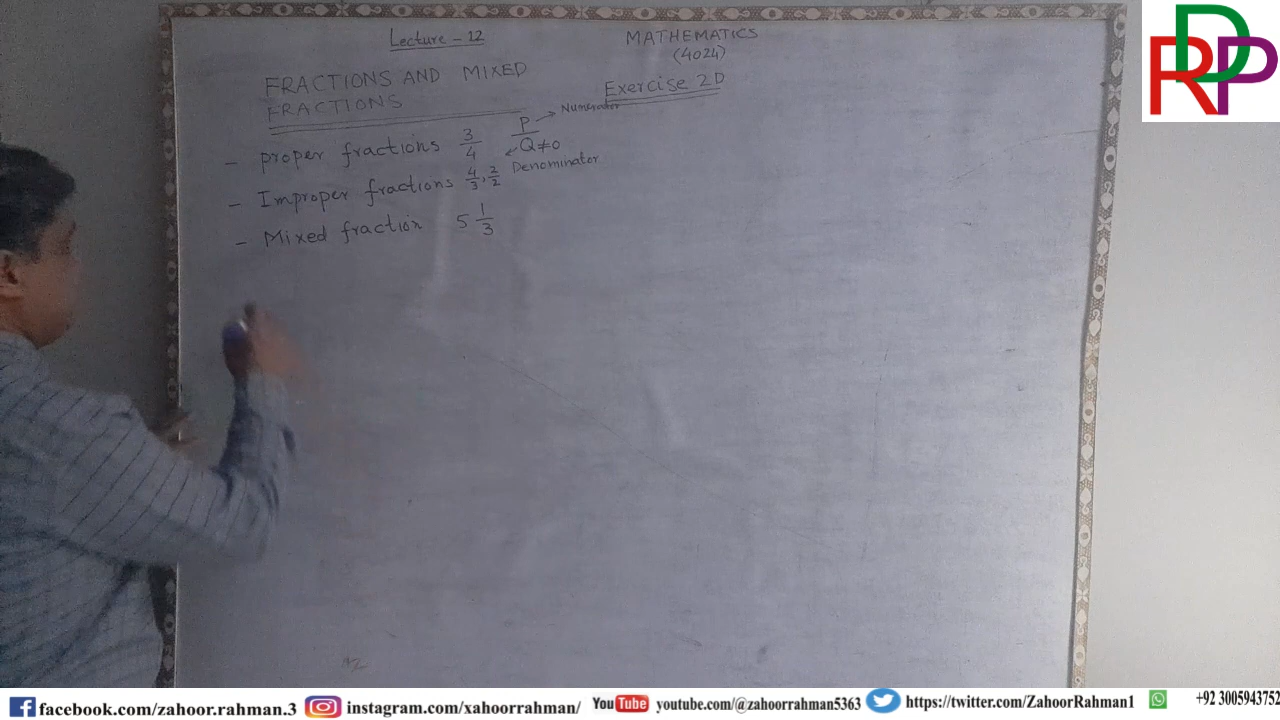 Lecture - 12
MATHEMATICS
(4024)
FRACTIONS AND MIXED
FRACTIONS
Exercise 2D
- proper fractions 3/4
P/Q≠0
Numerator
Denominator
- Improper fractions 4/3, 2/2
- Mixed fraction 5 1/3
RDP
facebook.com/zahoor.rahman.3
instagram.com/xahoorrahman/
YouTube youtube.com/@zahoorrahman5363
https://twitter.com/ZahoorRahman1
+92 3005943752